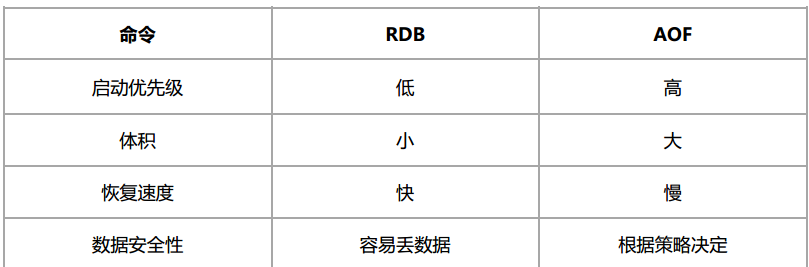 命令 RDB AOF
启动优先级 低 高
体积 小 大
恢复速度 快 慢
数据安全性 容易丢数据 根据策略决定